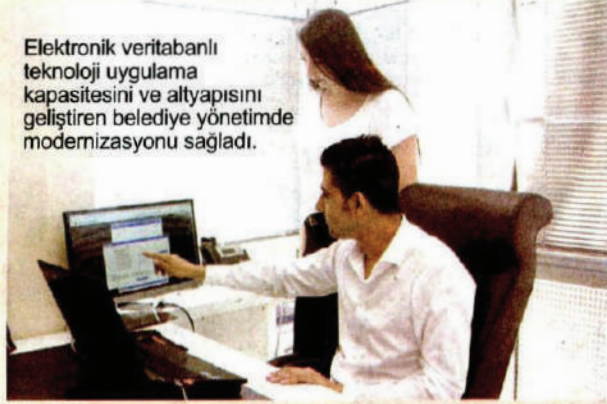 Elektronik veritabanlı
teknoloji uygulama
kapasitesini ve altyapısını
geliştiren belediye yönetimde
modernizasyonu sağladı.